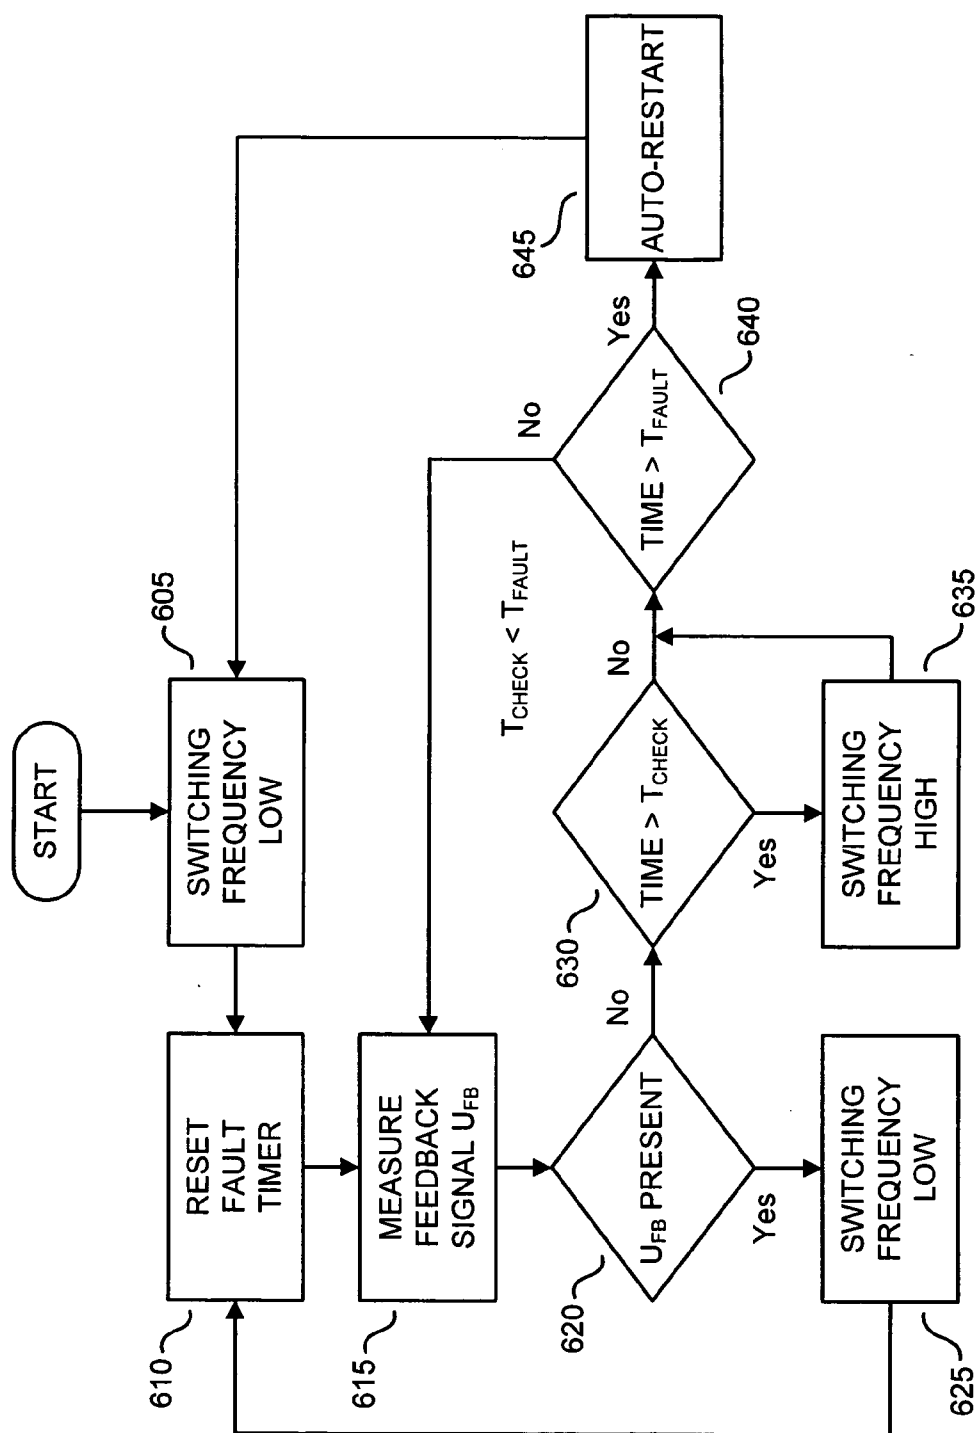 START
SWITCHING
FREQUENCY
LOW
605
RESET
FAULT
TIMER
610
MEASURE
FEEDBACK
SIGNAL UFB
615
UFB PRESENT
620
Yes
No
SWITCHING
FREQUENCY
LOW
625
TIME > TCHECK
630
Yes
No
SWITCHING
FREQUENCY
HIGH
635
TCHECK < TFAULT
TIME > TFAULT
640
No
Yes
AUTO-RESTART
645